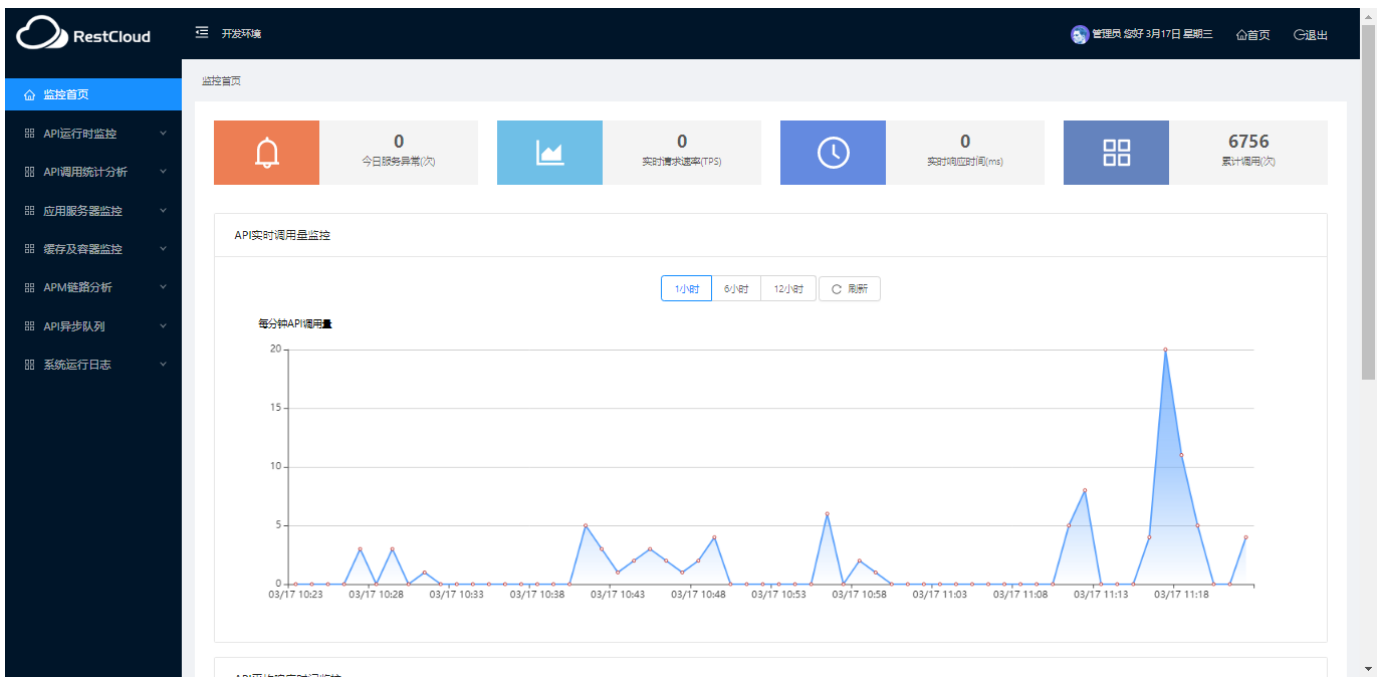 RestCloud
开发环境
管理员 您好 3月17日 星期三
首页
退出
监控首页
API运行时监控
API调用统计分析
应用服务器监控
缓存及容器监控
APM链路分析
API异步队列
系统运行日志
监控首页
0
今日服务异常(次)
0
实时请求速率(TPS)
0
实时响应时间(ms)
6756
累计调用(次)
API实时调用量监控
1小时
6小时
12小时
刷新
每分钟API调用量
20
15
10
5
0
03/17 10:23
03/17 10:28
03/17 10:33
03/17 10:38
03/17 10:43
03/17 10:48
03/17 10:53
03/17 10:58
03/17 11:03
03/17 11:08
03/17 11:13
03/17 11:18